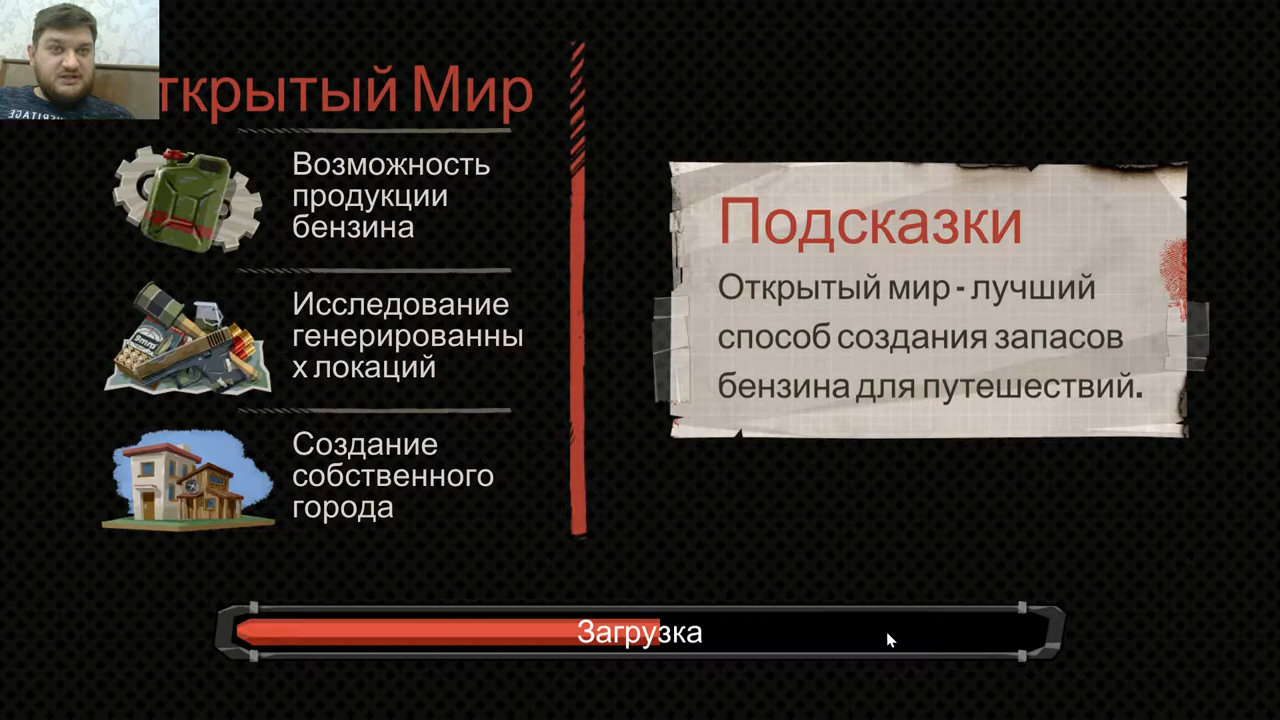 ткрытый Мир
Возможность
продукции
бензина
Исследование
генерированны
х локаций
Создание
собственного
города
Подсказки
Открытый мир - лучший
способ создания запасов
бензина для путешествий.
Загрузка